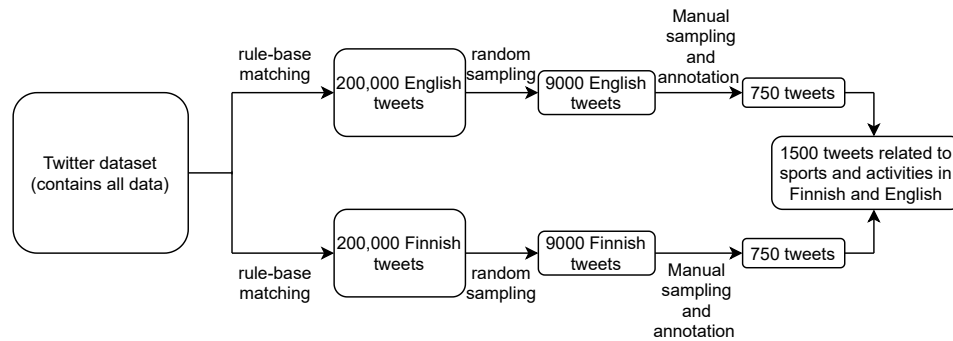 Twitter dataset
(contains all data)
rule-base
matching
200,000 English
tweets
random
sampling
9000 English
tweets
Manual
sampling
and
annotation
750 tweets
rule-base
matching
200,000 Finnish
tweets
random
sampling
9000 Finnish
tweets
Manual
sampling
and
annotation
750 tweets
1500 tweets related to
sports and activities in
Finnish and English